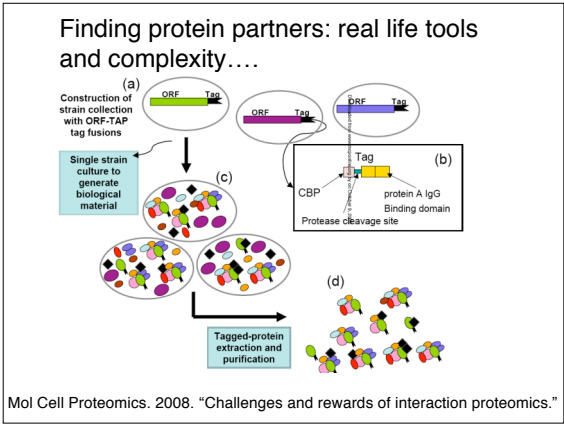 Finding protein partners: real life tools
and complexity….
(a)
ORF Tag
Construction of
strain collection
with ORF-TAP
tag fusions
ORF Tag
ORF Tag
Single strain
culture to
generate
biological
material
(b)
Tag
CBP
protein A IgG
Binding domain
Protease cleavage site
(c)
(d)
Tagged-protein
extraction and
purification
Mol Cell Proteomics. 2008. “Challenges and rewards of interaction proteomics.”